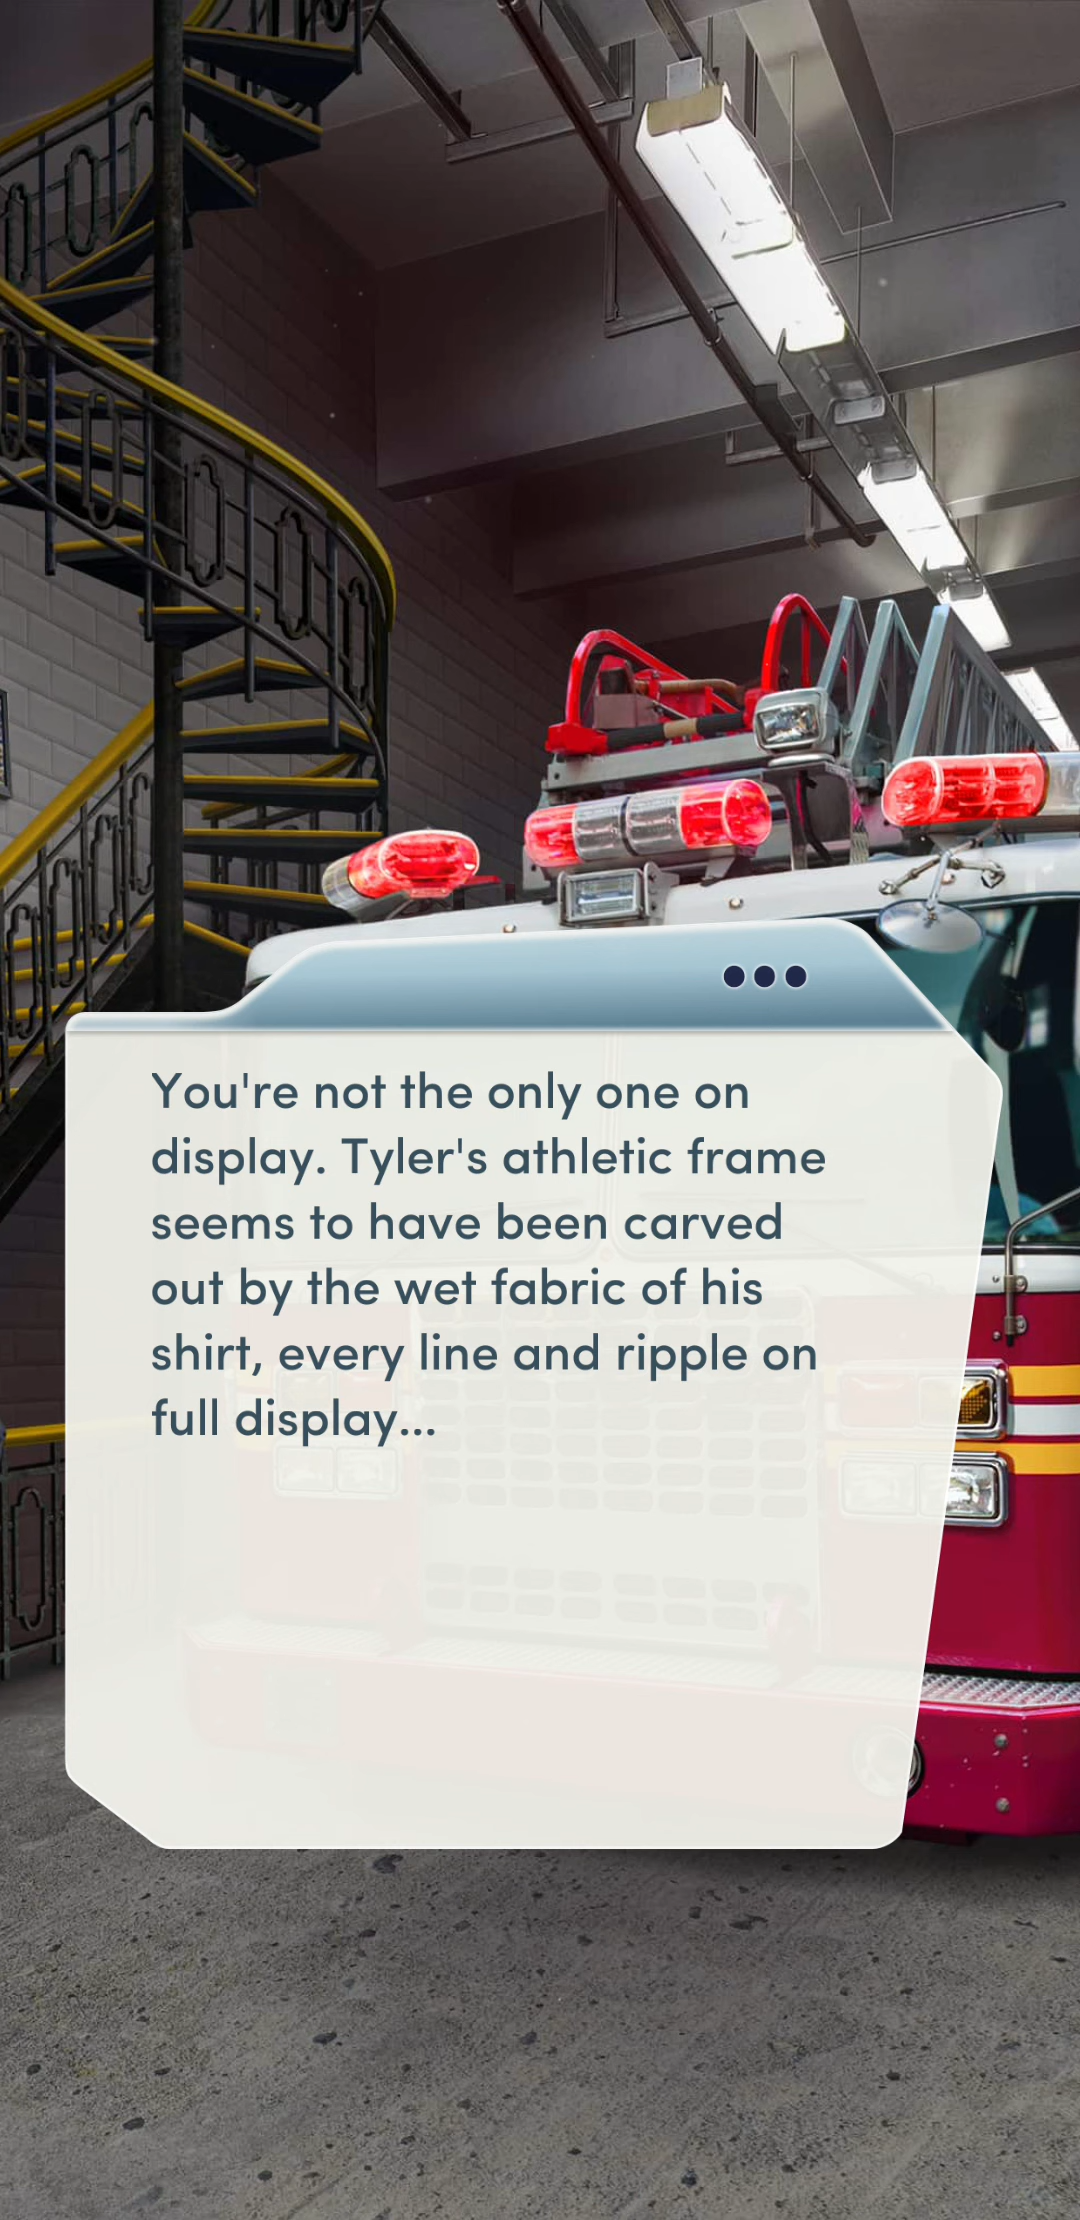 You're not the only one on
display. Tyler's athletic frame
seems to have been carved
out by the wet fabric of his
shirt, every line and ripple on
full display...